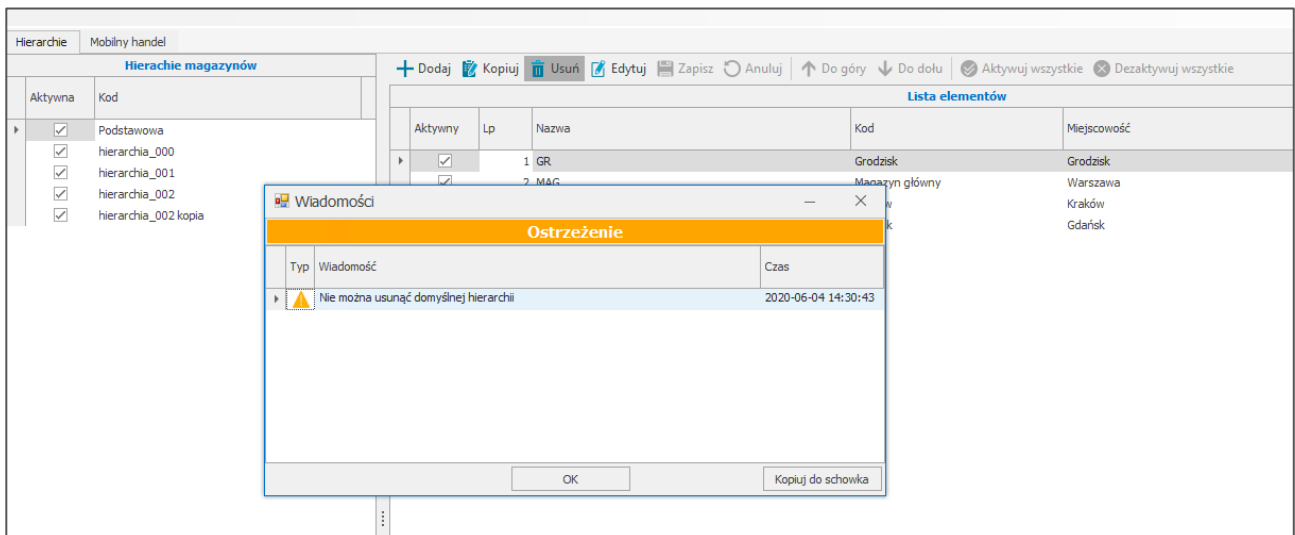 Hierarchie Mobilny handel
Hierachie magazynów
Dodaj Kopiuj Usuń Edytuj Zapisz Anuluj Do góry Do dołu Aktywuj wszystkie Dezaktywuj wszystkie
Lista elementów
Aktywna Kod
Aktywny Lp Nazwa Kod Miejscowość
Podstawowa
hierarchia_000
hierarchia_001
hierarchia_002
hierarchia_002 kopia
1 GR Grodzisk Grodzisk
2 MAG Magazyn główny Warszawa
Kraków
Gdańsk
Wiadomości
Ostrzeżenie
Typ Wiadomość Czas
Nie można usunąć domyślnej hierarchii 2020-06-04 14:30:43
OK Kopiuj do schowka